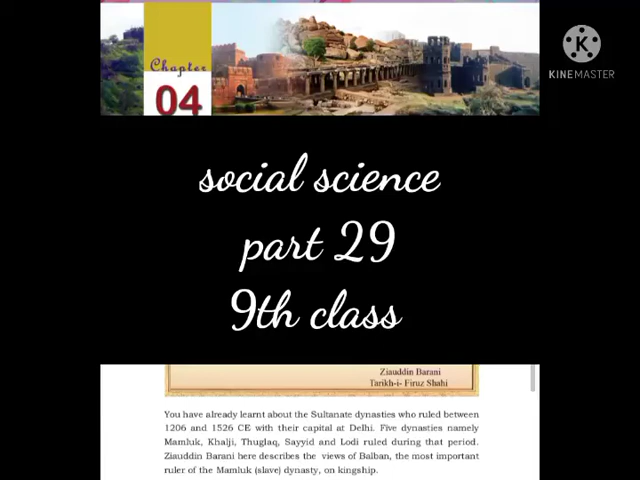 Chapter
04
KINEMASTER
social science
part 29
9th class
Ziauddin Barani
Tarikh-i- Firuz Shahi
You have already learnt about the Sultanate dynasties who ruled between
1206 and 1526 CE with their capital at Delhi. Five dynasties namely
Mamluk, Khalji, Thuglaq, Sayyid and Lodi ruled during that period.
Ziauddin Barani here describes the views of Balban, the most important
ruler of the Mamluk (slave) dynasty, on kingship.